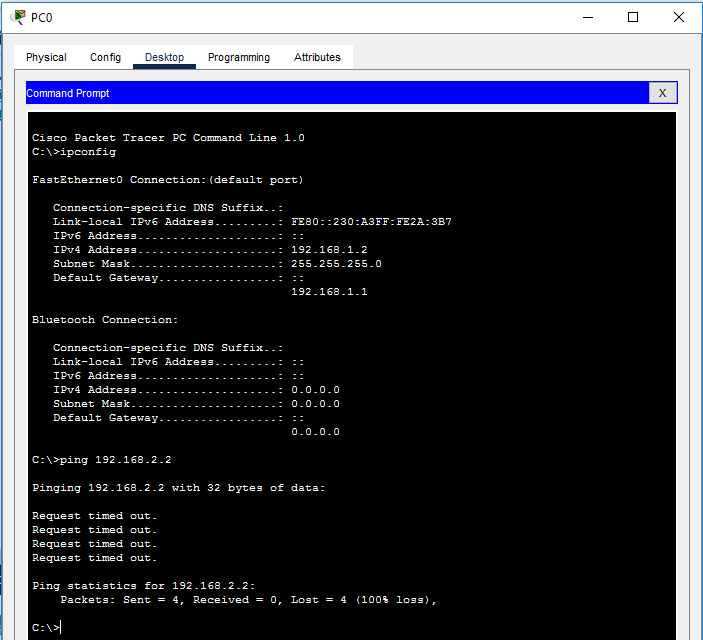 PC0
Physical Config Desktop Programming Attributes
Command Prompt X
Cisco Packet Tracer PC Command Line 1.0
C:\>ipconfig
FastEthernet0 Connection:(default port)
Connection-specific DNS Suffix..:
Link-local IPv6 Address.........: FE80::230:A3FF:FE2A:3B7
IPv6 Address....................: ::
IPv4 Address....................: 192.168.1.2
Subnet Mask.....................: 255.255.255.0
Default Gateway.................: ::
192.168.1.1
Bluetooth Connection:
Connection-specific DNS Suffix..:
Link-local IPv6 Address.........: ::
IPv6 Address....................: ::
IPv4 Address....................: 0.0.0.0
Subnet Mask.....................: 0.0.0.0
Default Gateway.................: ::
0.0.0.0
C:\>ping 192.168.2.2
Pinging 192.168.2.2 with 32 bytes of data:
Request timed out.
Request timed out.
Request timed out.
Request timed out.
Ping statistics for 192.168.2.2:
Packets: Sent = 4, Received = 0, Lost = 4 (100% loss),
C:\>